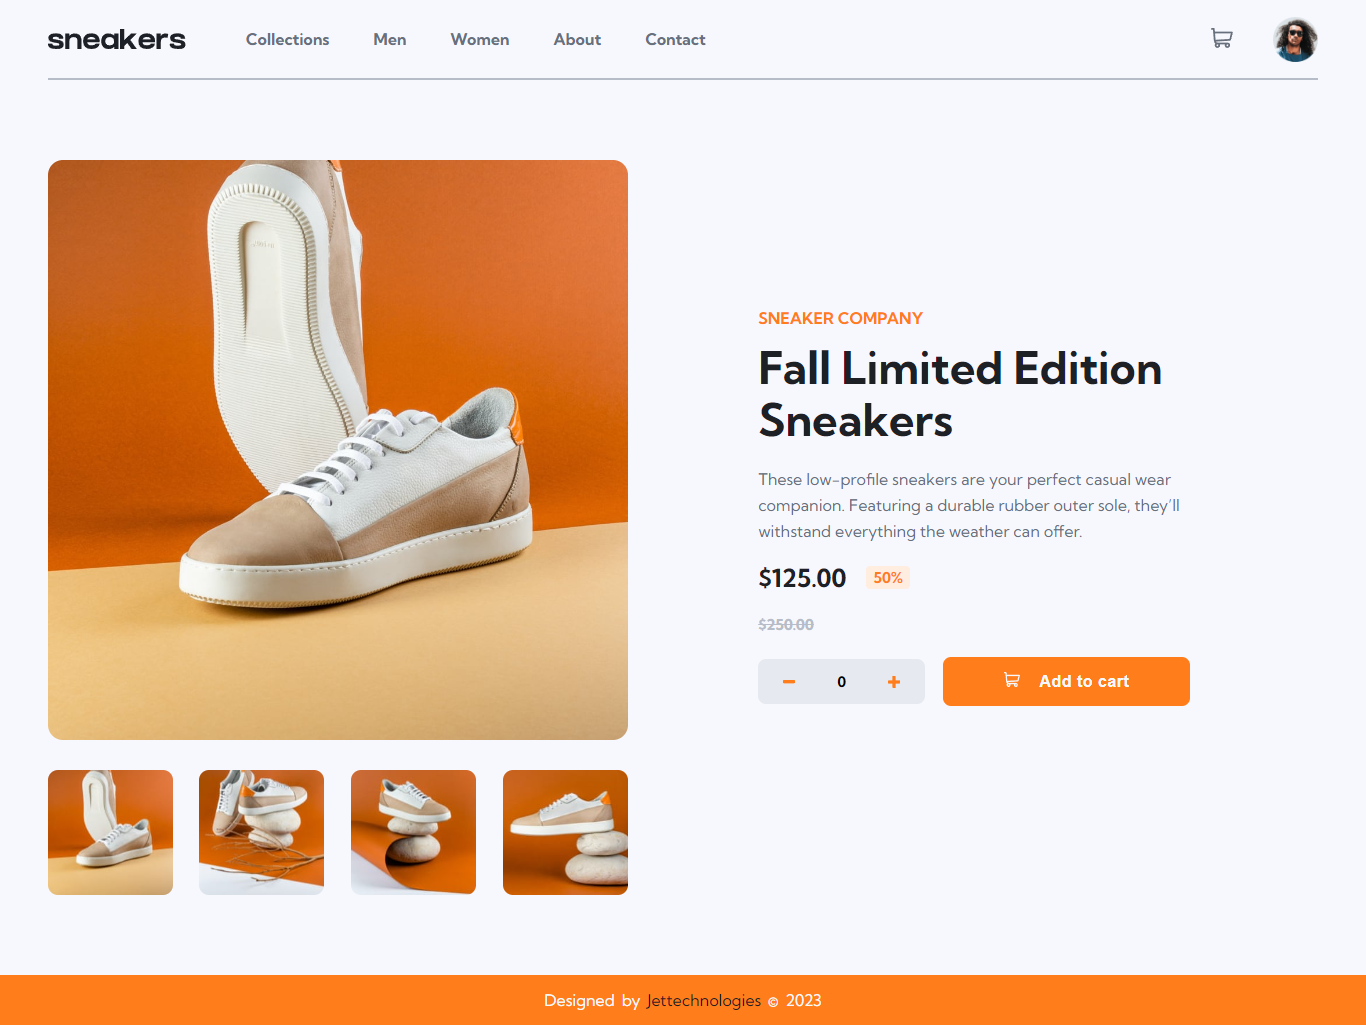 sneakers
Collections
Men
Women
About
Contact
SNEAKER COMPANY
Fall Limited Edition
Sneakers
These low-profile sneakers are your perfect casual wear
companion. Featuring a durable rubber outer sole, they'll
withstand everything the weather can offer.
$125.00 50%
$250.00
0
Add to cart
Designed by Jettechnologies © 2023